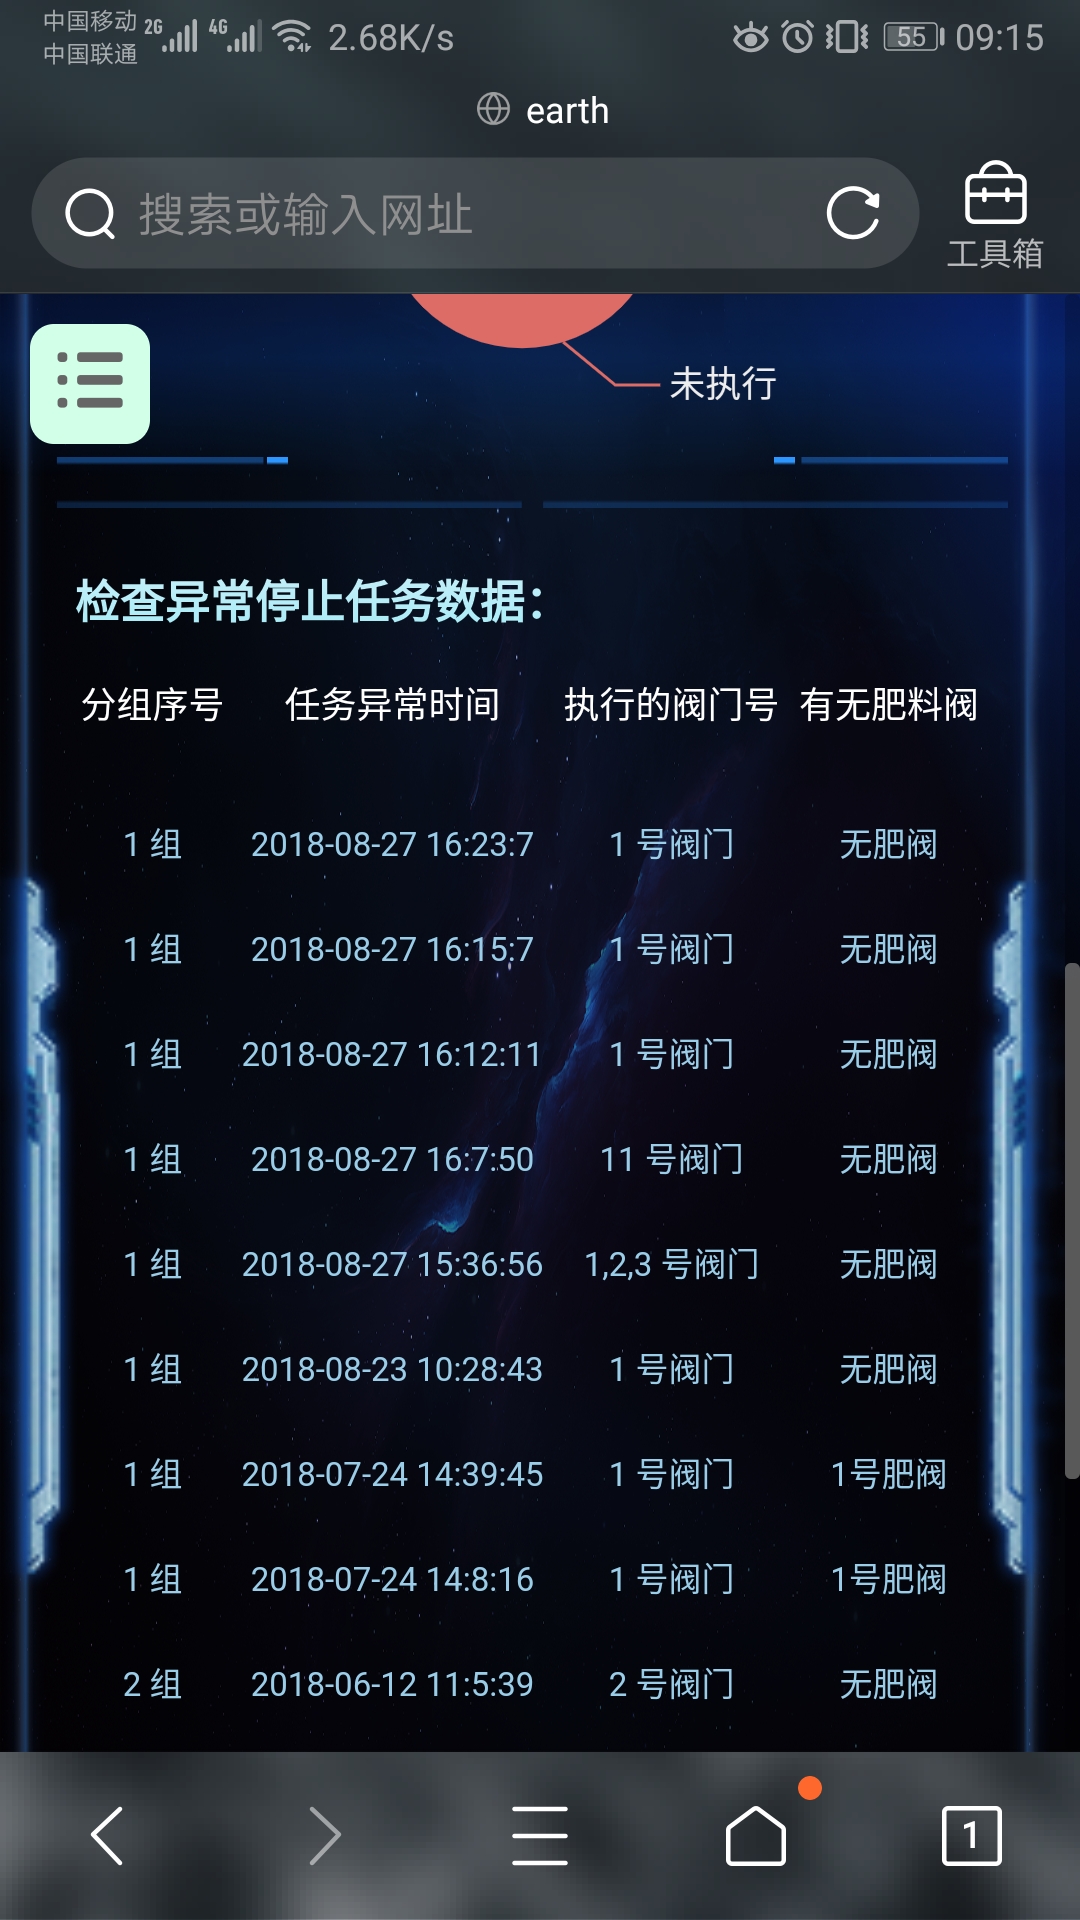 中国移动 2G 4G 2.68K/s 55 09:15
中国联通
earth
搜索或输入网址
工具箱
未执行
检查异常停止任务数据：
分组序号 任务异常时间 执行的阀门号 有无肥料阀
1 组 2018-08-27 16:23:7 1 号阀门 无肥阀
1 组 2018-08-27 16:15:7 1 号阀门 无肥阀
1 组 2018-08-27 16:12:11 1 号阀门 无肥阀
1 组 2018-08-27 16:7:50 11 号阀门 无肥阀
1 组 2018-08-27 15:36:56 1,2,3 号阀门 无肥阀
1 组 2018-08-23 10:28:43 1 号阀门 无肥阀
1 组 2018-07-24 14:39:45 1 号阀门 1号肥阀
1 组 2018-07-24 14:8:16 1 号阀门 1号肥阀
2 组 2018-06-12 11:5:39 2 号阀门 无肥阀
1